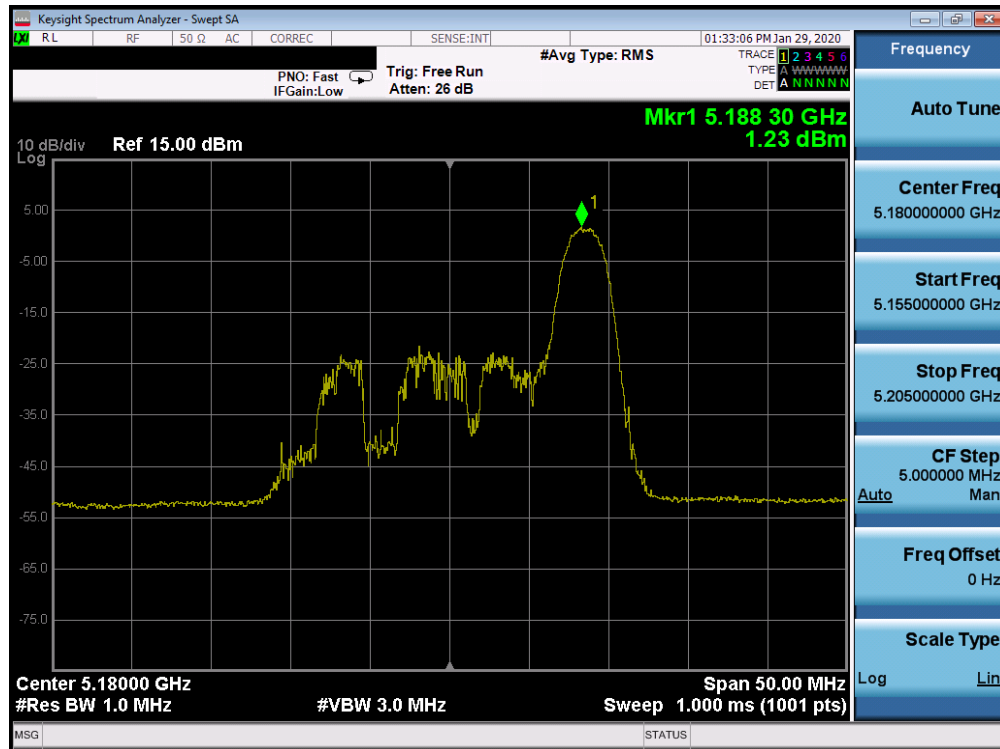 Keysight Spectrum Analyzer - Swept SA
LXI RL RF 50 Ω AC CORREC SENSE:INT 01:33:06 PM Jan 29, 2020
#Avg Type: RMS
TRACE 1 2 3 4 5 6
TYPE A WWWWW
DET A N N N N N
PNO: Fast
IFGain:Low
Trig: Free Run
Atten: 26 dB
Mkr1 5.188 30 GHz
1.23 dBm
10 dB/div Ref 15.00 dBm
Log
1
5.00
-5.00
-15.0
-25.0
-35.0
-45.0
-55.0
-65.0
-75.0
Center 5.18000 GHz Span 50.00 MHz
#Res BW 1.0 MHz #VBW 3.0 MHz Sweep 1.000 ms (1001 pts)
MSG STATUS
Frequency
Auto Tune
Center Freq
5.180000000 GHz
Start Freq
5.155000000 GHz
Stop Freq
5.205000000 GHz
CF Step
5.000000 MHz
Auto Man
Freq Offset
0 Hz
Scale Type
Log Lin